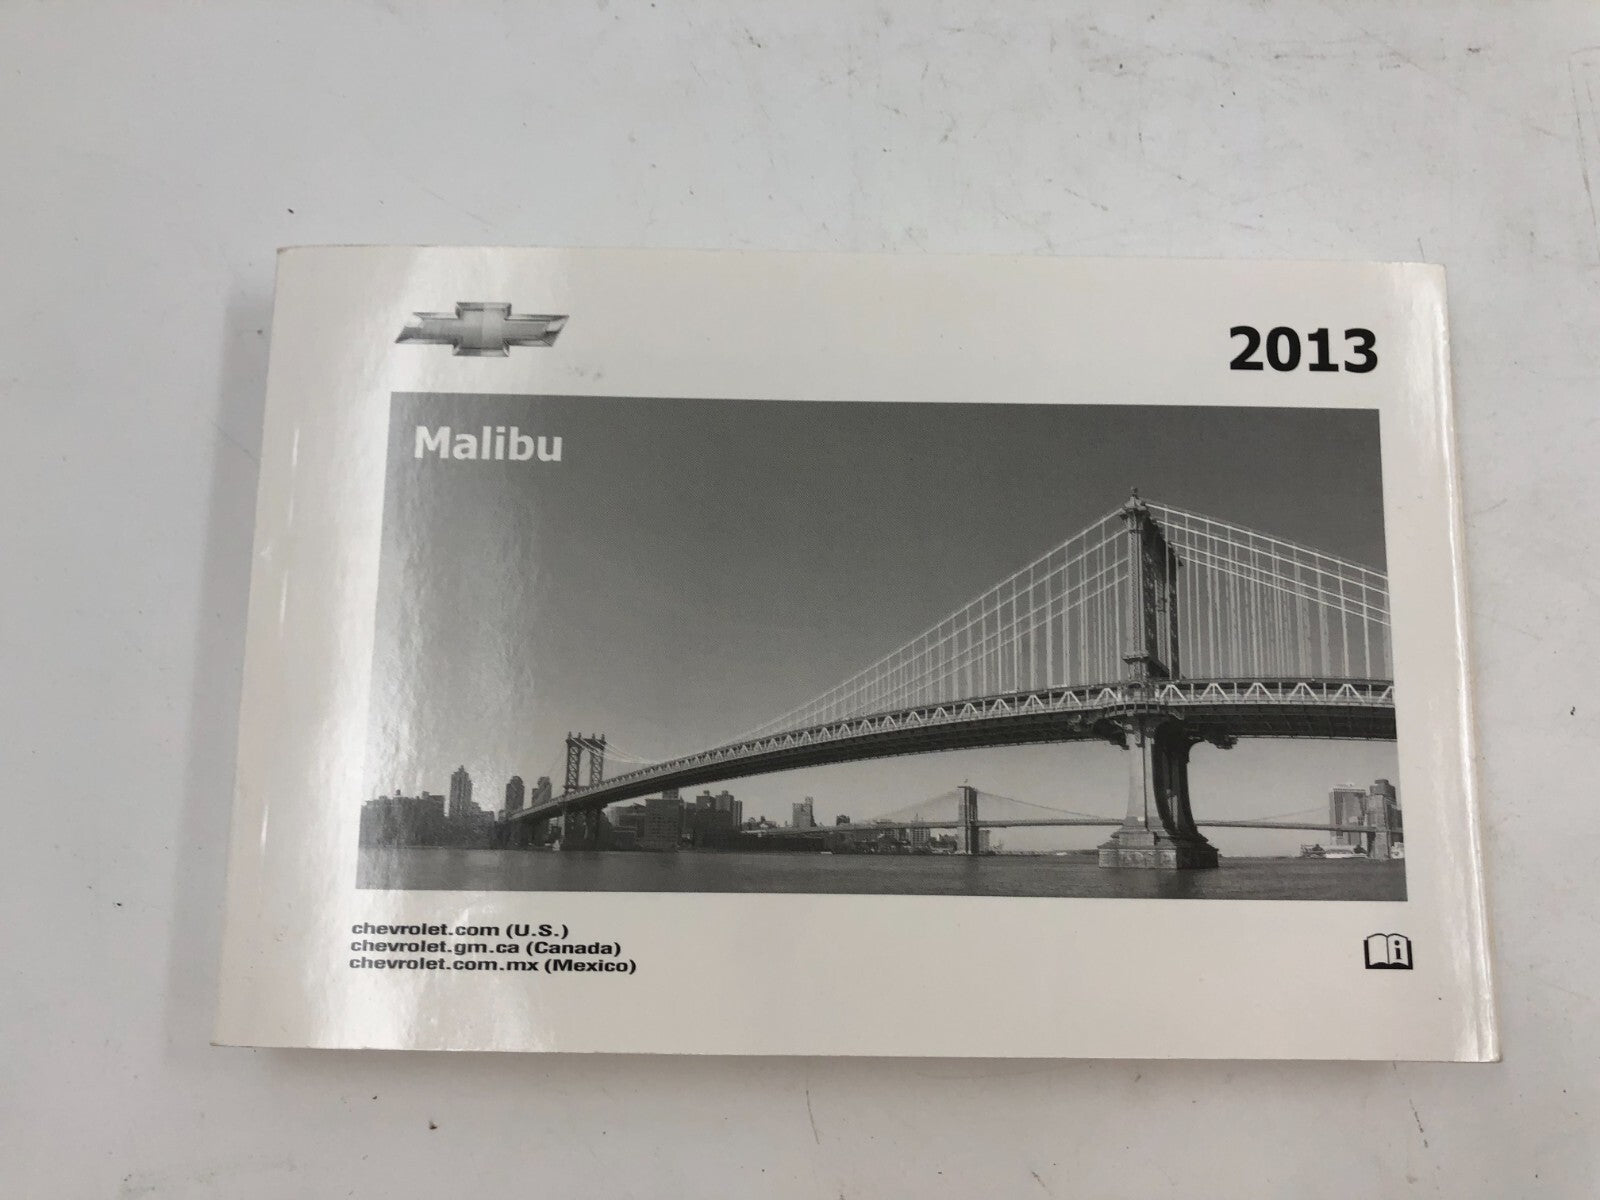 2013
Malibu
chevrolet.com (U.S.)
chevrolet.gm.ca (Canada)
chevrolet.com.mx (Mexico)
i